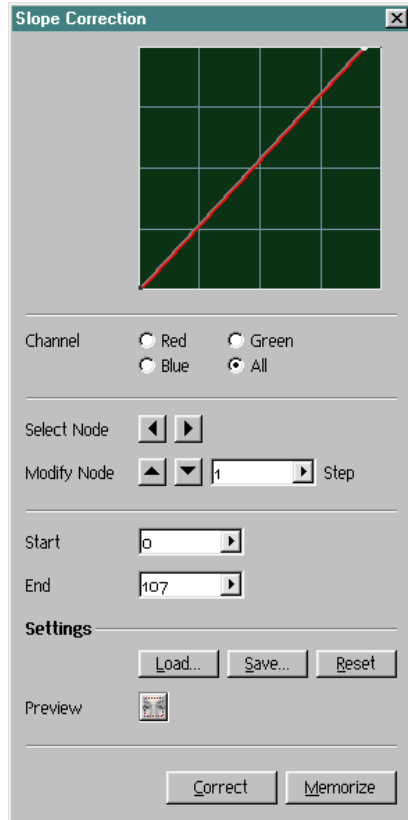 Slope Correction
Channel Red Green
Blue All
Select Node
Modify Node 1 Step
Start 0
End 107
Settings
Load... Save... Reset
Preview
Correct Memorize